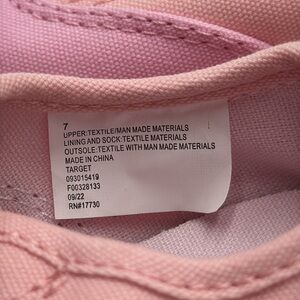 7
UPPER:TEXTILE/MAN MADE MATERIALS
LINING AND SOCK:TEXTILE MATERIALS
OUTSOLE:TEXTILE WITH MAN MADE MATERIALS
MADE IN CHINA
TARGET
093015419
F00328133
09/22
RN#17730